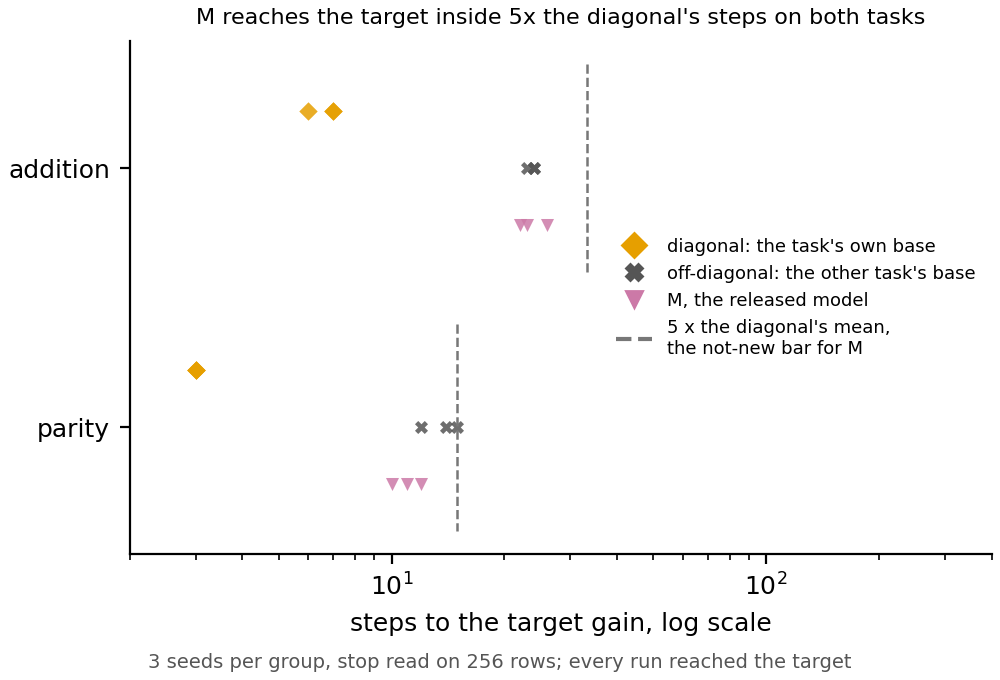 M reaches the target inside 5x the diagonal's steps on both tasks
addition
parity
diagonal: the task's own base
off-diagonal: the other task's base
M, the released model
5 x the diagonal's mean,
the not-new bar for M
10¹
10²
steps to the target gain, log scale
3 seeds per group, stop read on 256 rows; every run reached the target